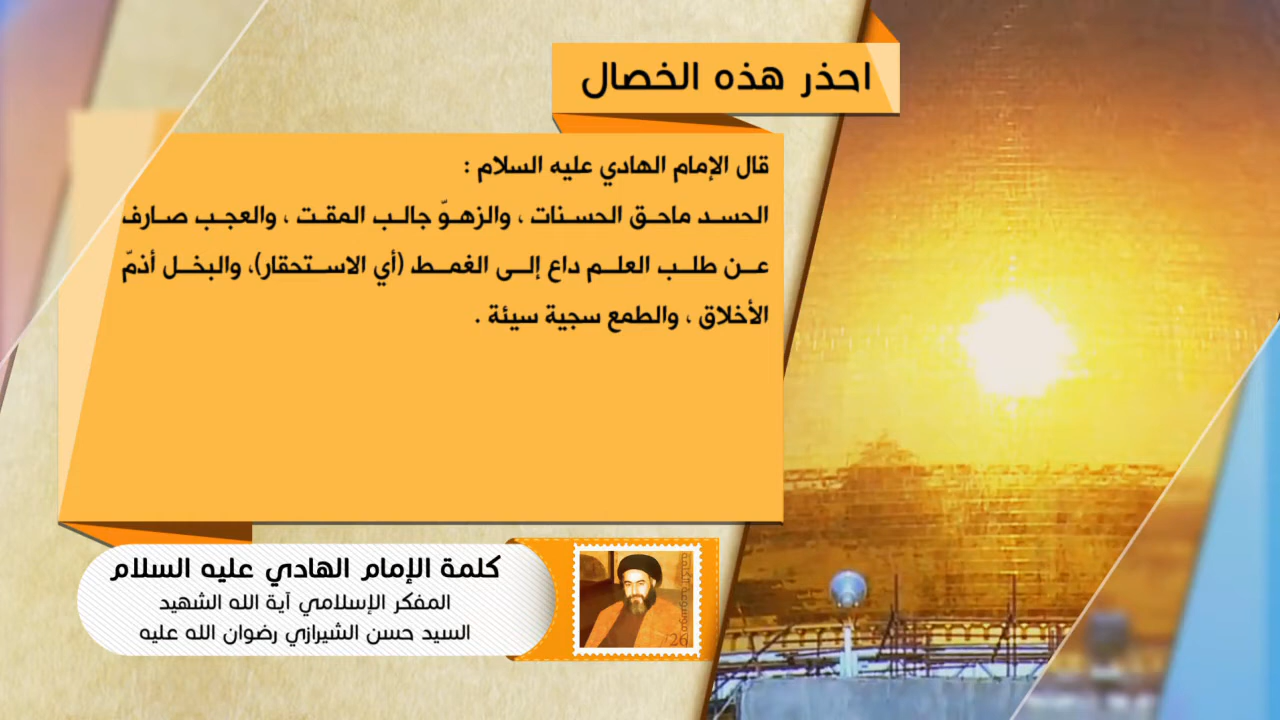 احذر هذه الخصال
قال الإمام الهادي عليه السلام :
الحسد ماحق الحسنات ، والزهوّ جالب المقت ، والعجب صارف
عن طلب العلم داع إلى الغمط (أي الاستحقار)، والبخل أذمّ
الأخلاق ، والطمع سجية سيئة .
كلمة الإمام الهادي عليه السلام
المفكر الإسلامي آية الله الشهيد
السيد حسن الشيرازي رضوان الله عليه
26